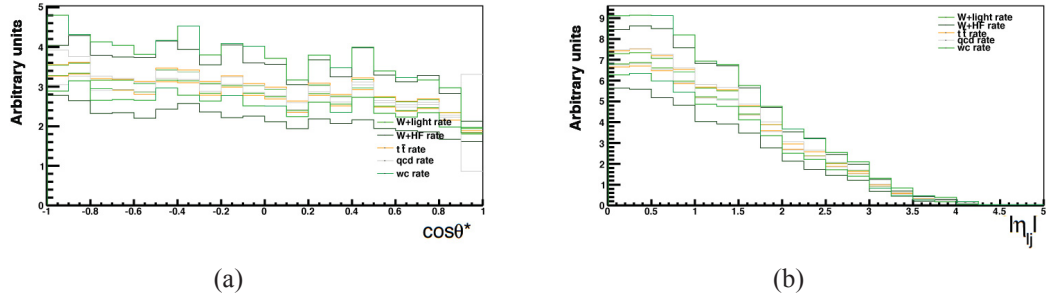 Arbitrary units
5
4
3
2
1
0
W+light rate
W+HF rate
tt̄ rate
qcd rate
wc rate
-1 -0.8 -0.6 -0.4 -0.2 0 0.2 0.4 0.6 0.8 1
cosθ*
(a)
Arbitrary units
9
8
7
6
5
4
3
2
1
0
W+light rate
W+HF rate
tt̄ rate
qcd rate
wc rate
0 0.5 1 1.5 2 2.5 3 3.5 4 4.5 5
|η_lj|
(b)